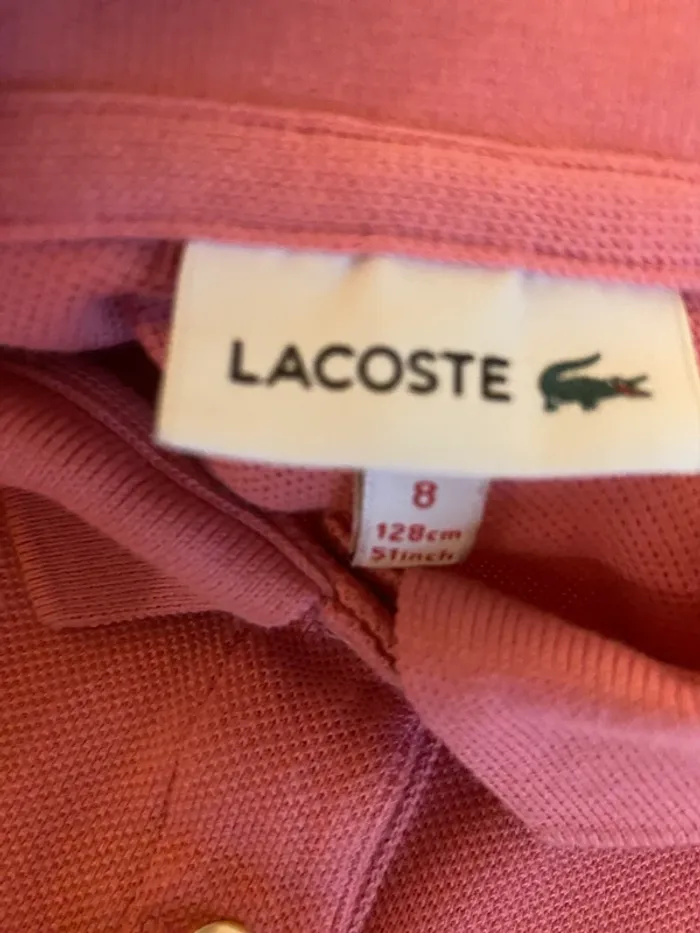 LACOSTE
8
128cm
51inch